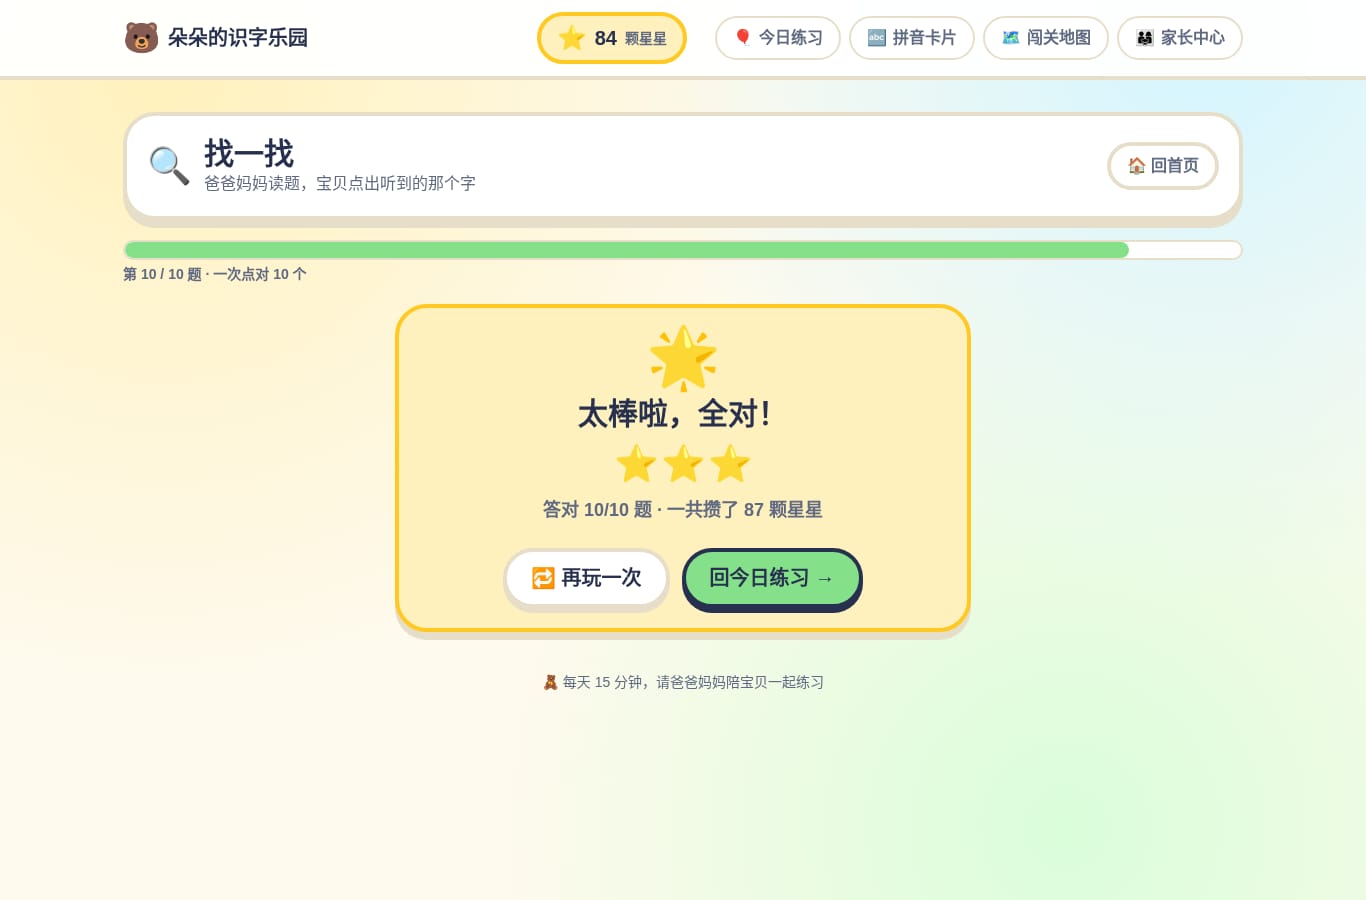 朵朵的识字乐园
84 颗星星
今日练习
拼音卡片
闯关地图
家长中心
找一找
爸爸妈妈读题，宝贝点出听到的那个字
回首页
第 10 / 10 题 · 一次点对 10 个
太棒啦，全对！
答对 10/10 题 · 一共攒了 87 颗星星
再玩一次
回今日练习 →
每天 15 分钟，请爸爸妈妈陪宝贝一起练习